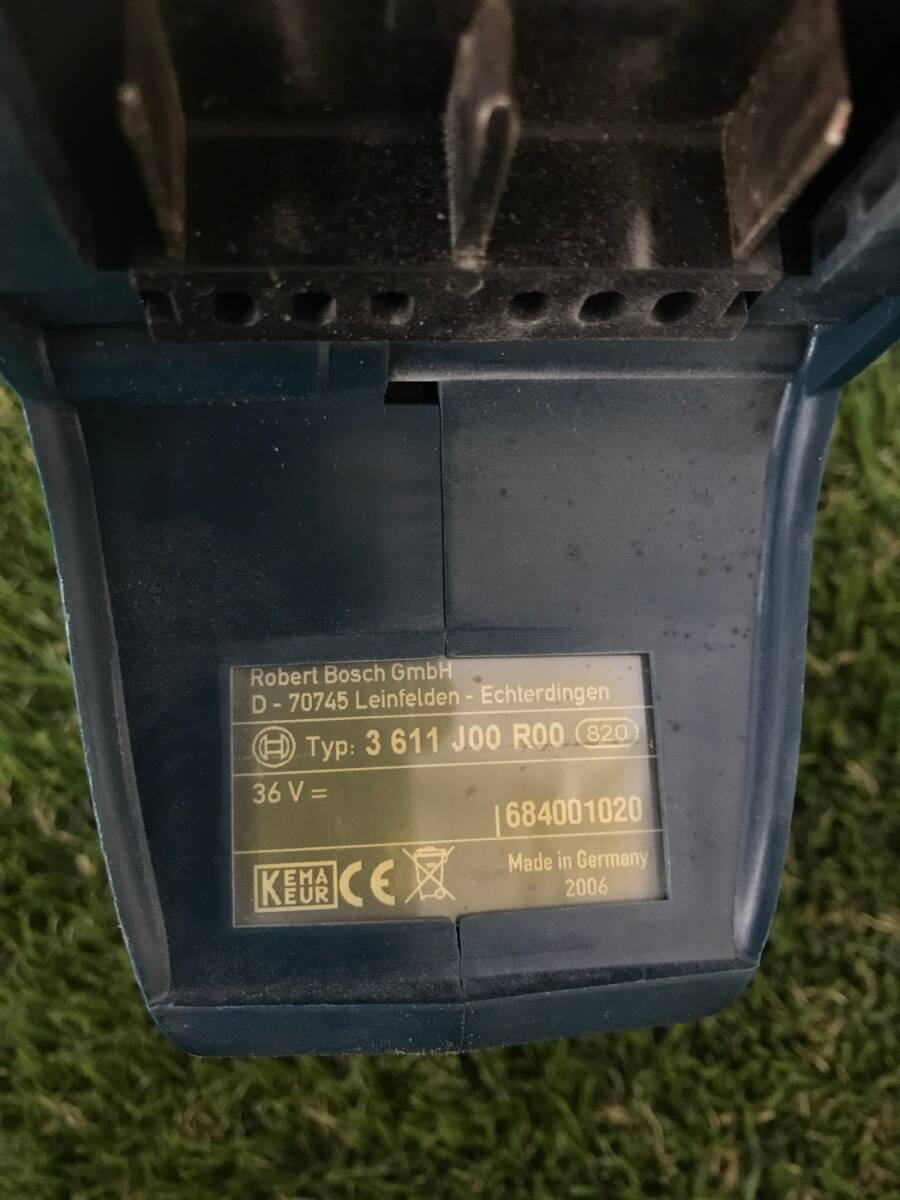 Robert Bosch GmbH
D - 70745 Leinfelden - Echterdingen
Typ: 3 611 J00 R00 820
36 V =
684001020
KEMA EUR CE
Made in Germany
2006